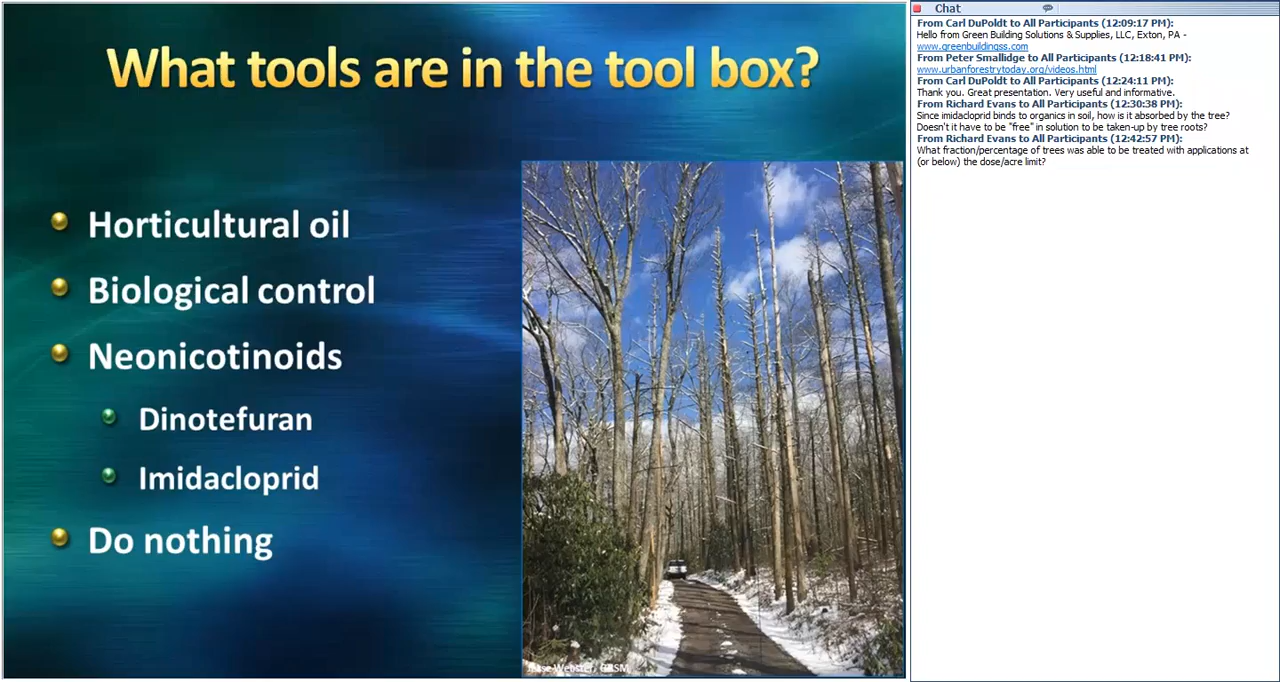 What tools are in the tool box?
Horticultural oil
Biological control
Neonicotinoids
Dinotefuran
Imidacloprid
Do nothing
Jesse Webster, GRSM
Chat
From Carl DuPoldt to All Participants (12:09:17 PM):
Hello from Green Building Solutions & Supplies, LLC, Exton, PA -
www.greenbuildingss.com
From Peter Smallidge to All Participants (12:18:41 PM):
www.urbanforestrytoday.org/videos.html
From Carl DuPoldt to All Participants (12:24:11 PM):
Thank you. Great presentation. Very useful and informative.
From Richard Evans to All Participants (12:30:38 PM):
Since imidacloprid binds to organics in soil, how is it absorbed by the tree?
Doesn't it have to be "free" in solution to be taken-up by tree roots?
From Richard Evans to All Participants (12:42:57 PM):
What fraction/percentage of trees was able to be treated with applications at
(or below) the dose/acre limit?